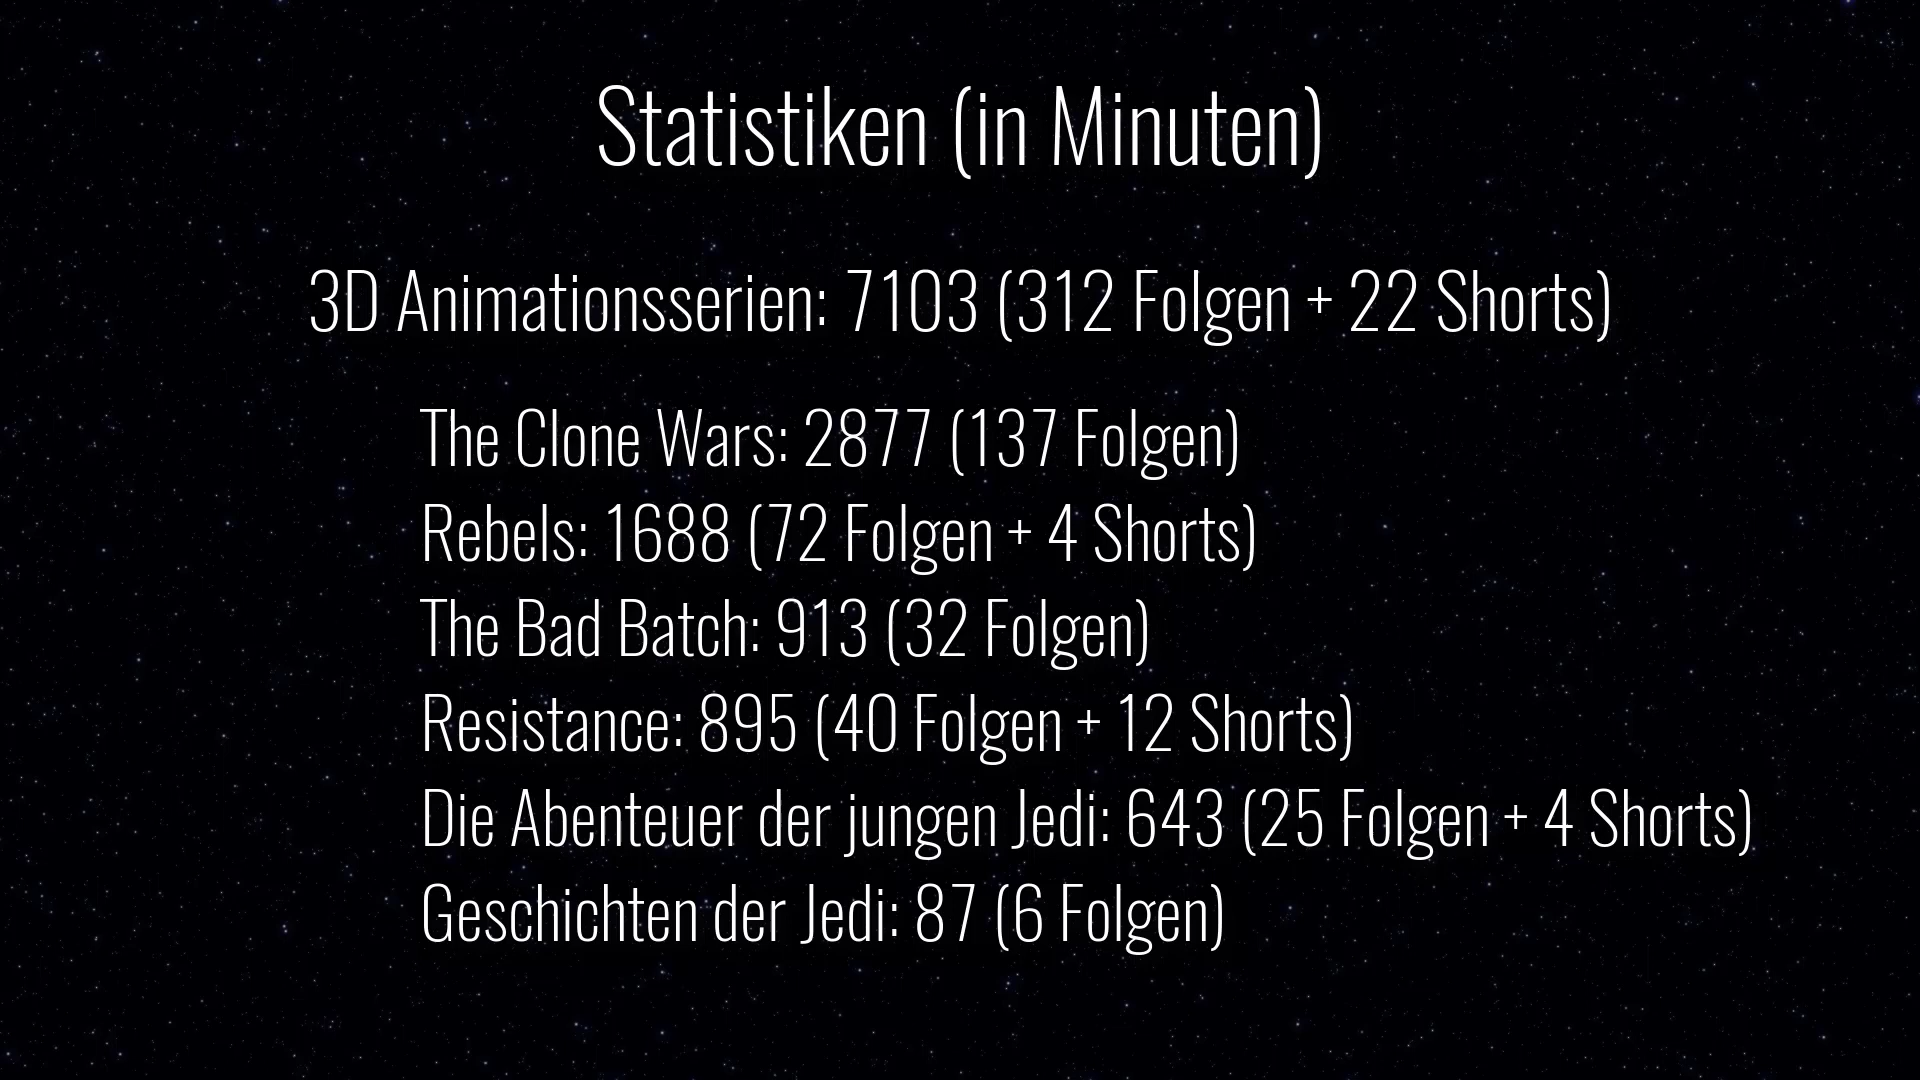 Statistiken (in Minuten)
3D Animationsserien: 7103 (312 Folgen + 22 Shorts)
The Clone Wars: 2877 (137 Folgen)
Rebels: 1688 (72 Folgen + 4 Shorts)
The Bad Batch: 913 (32 Folgen)
Resistance: 895 (40 Folgen + 12 Shorts)
Die Abenteuer der jungen Jedi: 643 (25 Folgen + 4 Shorts)
Geschichten der Jedi: 87 (6 Folgen)